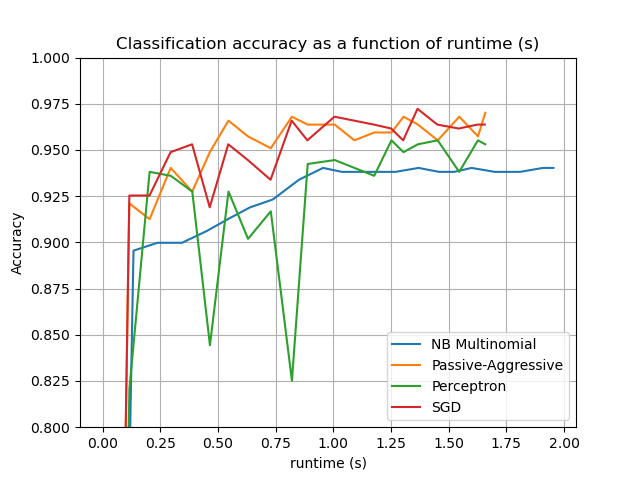 Classification accuracy as a function of runtime (s)
1.000
0.975
0.950
0.925
0.900
0.875
0.850
0.825
0.800
Accuracy
NB Multinomial
Passive-Aggressive
Perceptron
SGD
0.00 0.25 0.50 0.75 1.00 1.25 1.50 1.75 2.00
runtime (s)